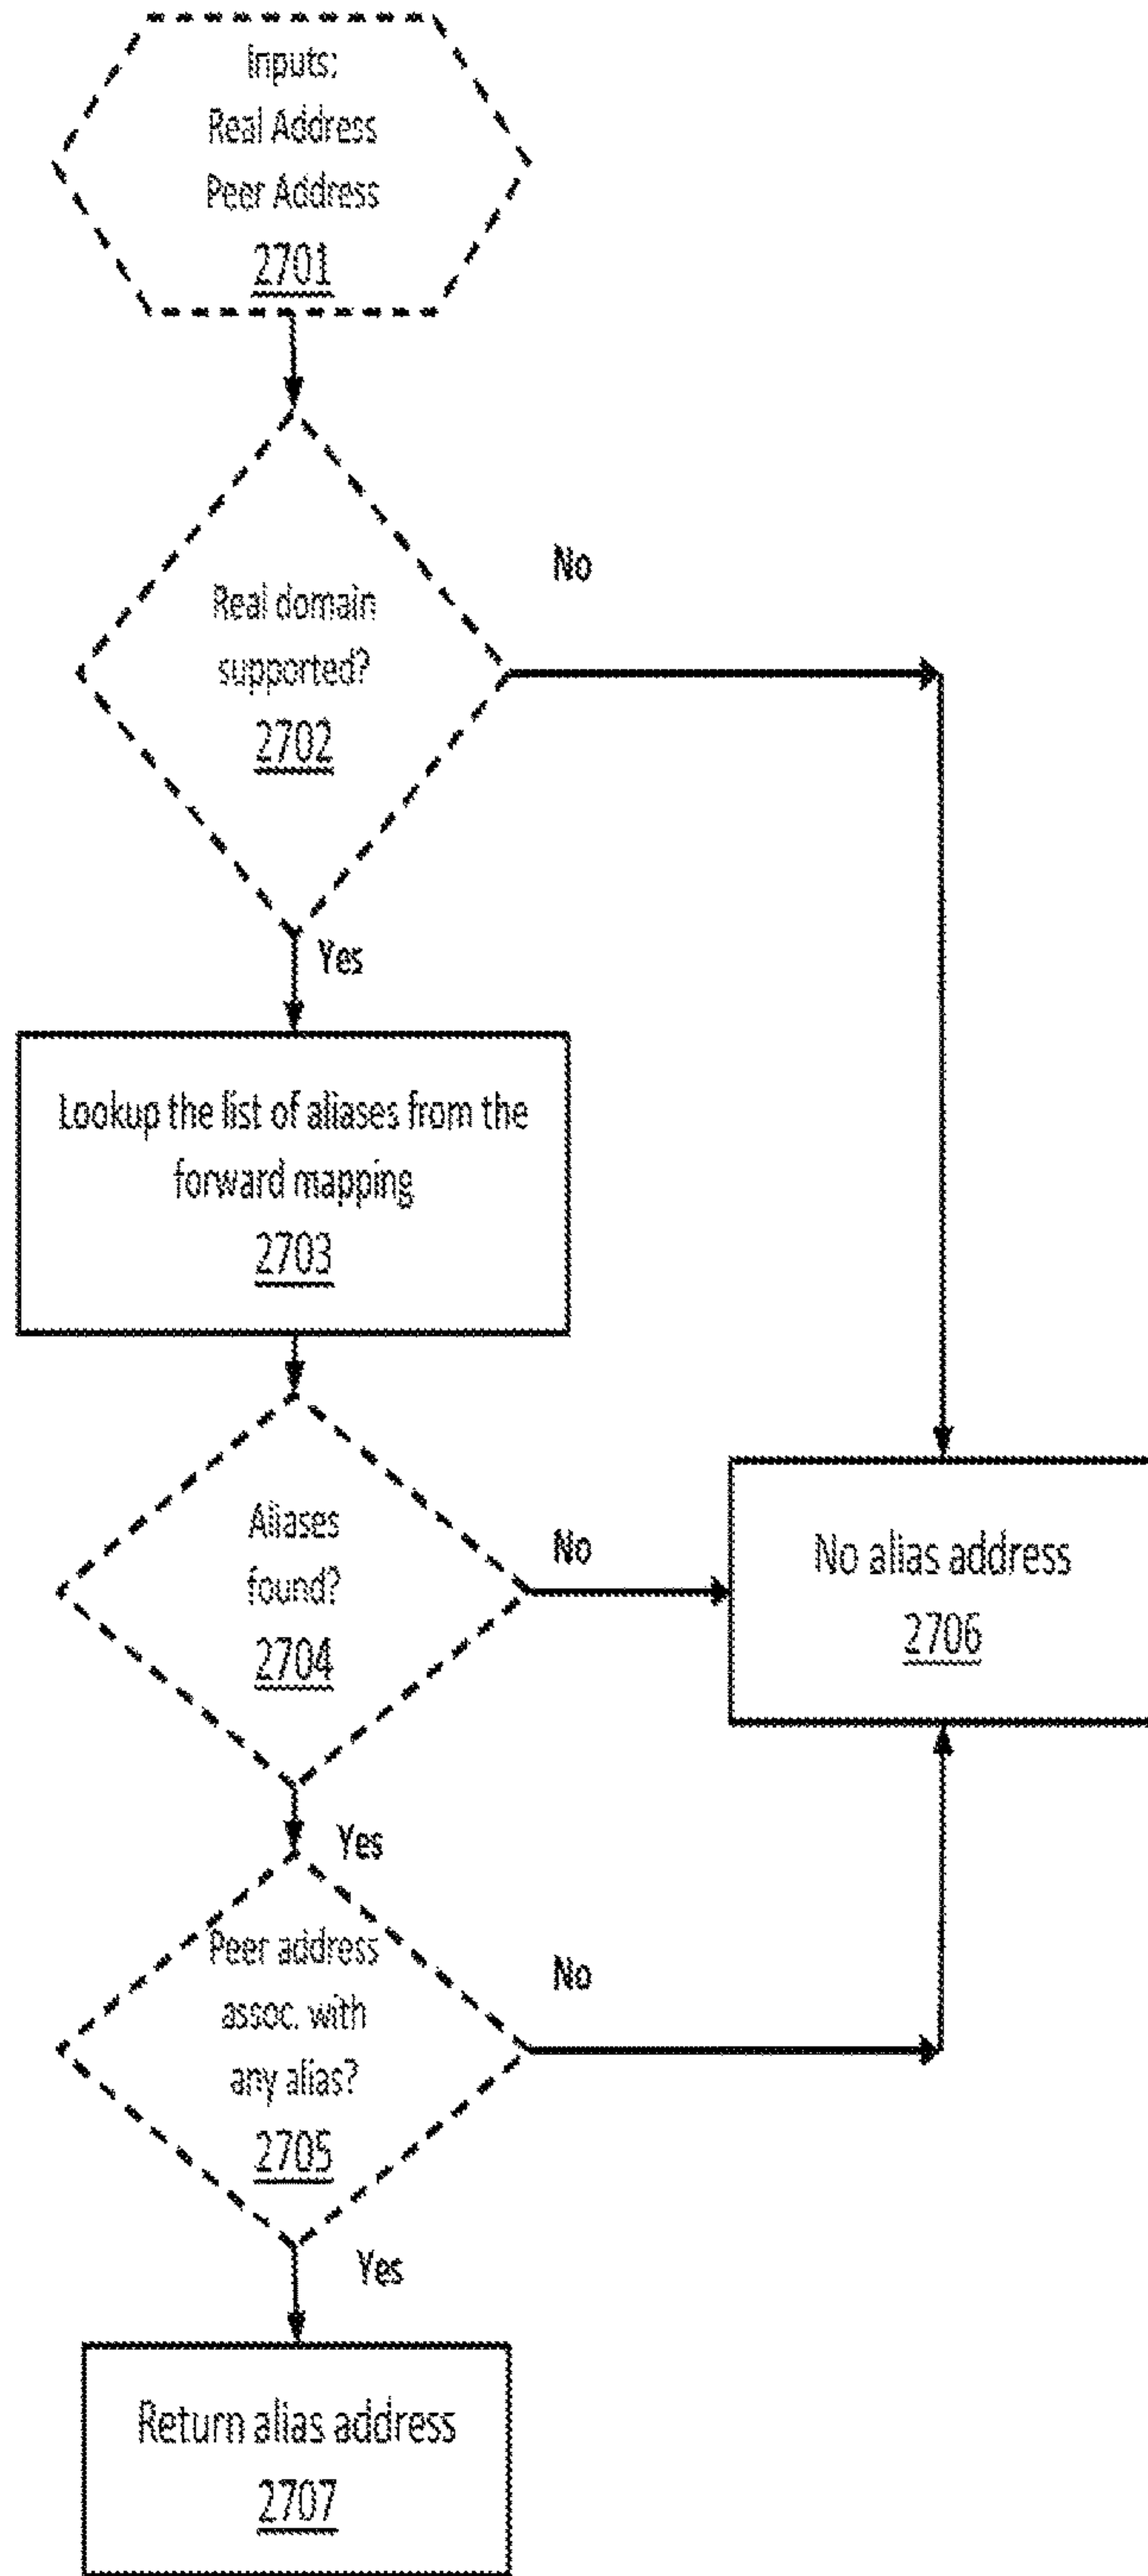 Inputs:
Real Address
Peer Address
2701
No
Real domain
supported?
2702
Yes
Lookup the list of aliases from the
forward mapping
2703
Aliases
found?
2704
No
No alias address
2706
Yes
Peer address
assoc. with
any alias?
2705
No
Yes
Return alias address
2707